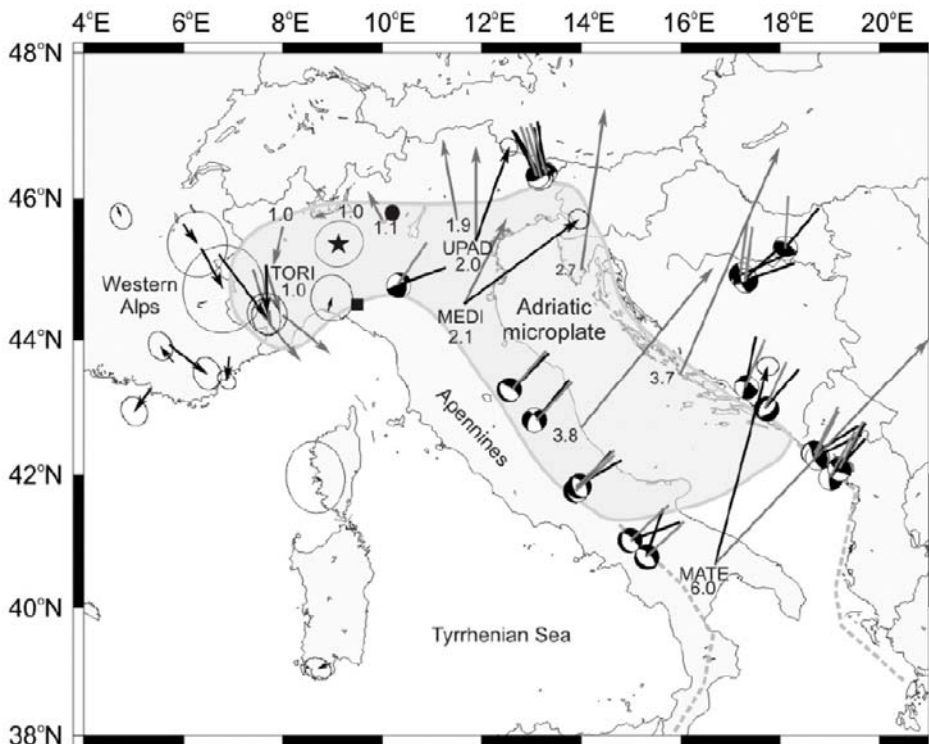 4°E 6°E 8°E 10°E 12°E 14°E 16°E 18°E 20°E
48°N
46°N
44°N
42°N
40°N
38°N
1.0
1.0
1.1
1.9
UPAD
2.0
2.7
Western
Alps
TORI
1.0
MEDI
2.1
Adriatic
microplate
3.7
Apennines
3.8
MATE
6.0
Tyrrhenian Sea